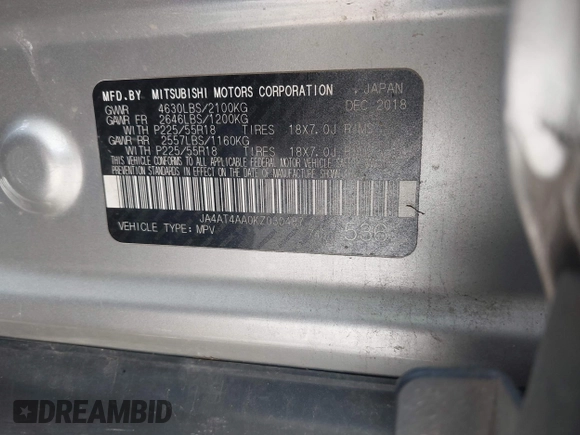 MFD.BY MITSUBISHI MOTORS CORPORATION JAPAN
GVWR 4630LBS/2100KG DEC 2018
GAWR FR 2646LBS/1200KG
WITH P225/55R18 TIRES 18X7.0J RIMS
GAWR RR 2557LBS/1160KG
WITH P225/55R18 TIRES 18X7.0J
THIS VEHICLE CONFORMS TO ALL APPLICABLE FEDERAL MOTOR VEHICLE SAFETY
PREVENTION STANDARDS IN EFFECT ON THE DATE OF MANUFACTURE SHOWN
VEHICLE TYPE: MPV
DREAMBID